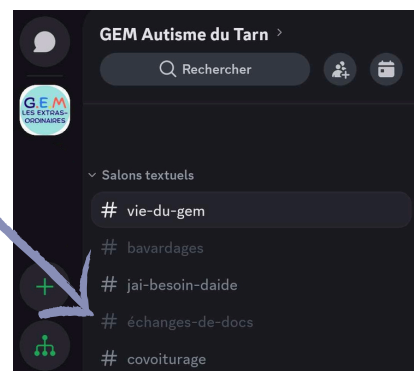 GEM Autisme du Tarn
Rechercher
G.E.M
LES EXTRAS-
ORDINAIRES
Salons textuels
# vie-du-gem
# bavardages
# jai-besoin-daide
# échanges-de-docs
# covoiturage